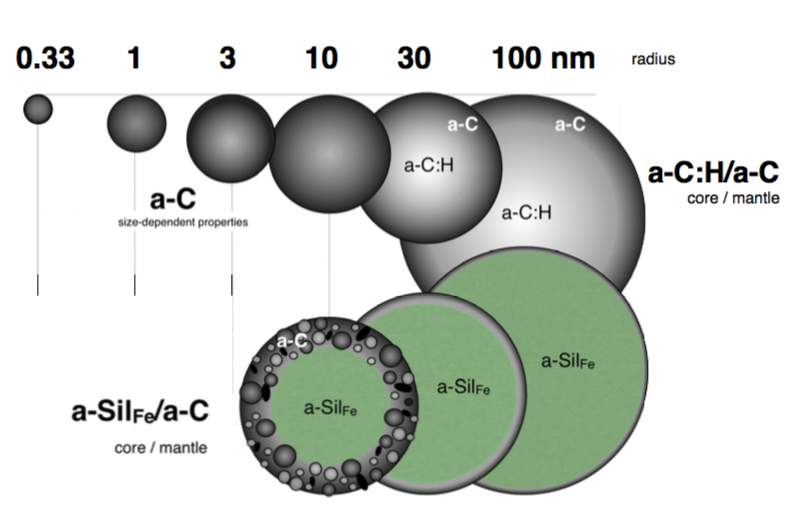 0.33 1 3 10 30 100 nm radius
a-C a-C
a-C:H
a-C:H/a-C
core / mantle
a-C
a-C:H
size-dependent properties
a-C
a-SilFe
a-SilFe
a-SilFe
a-SilFe/a-C
core / mantle